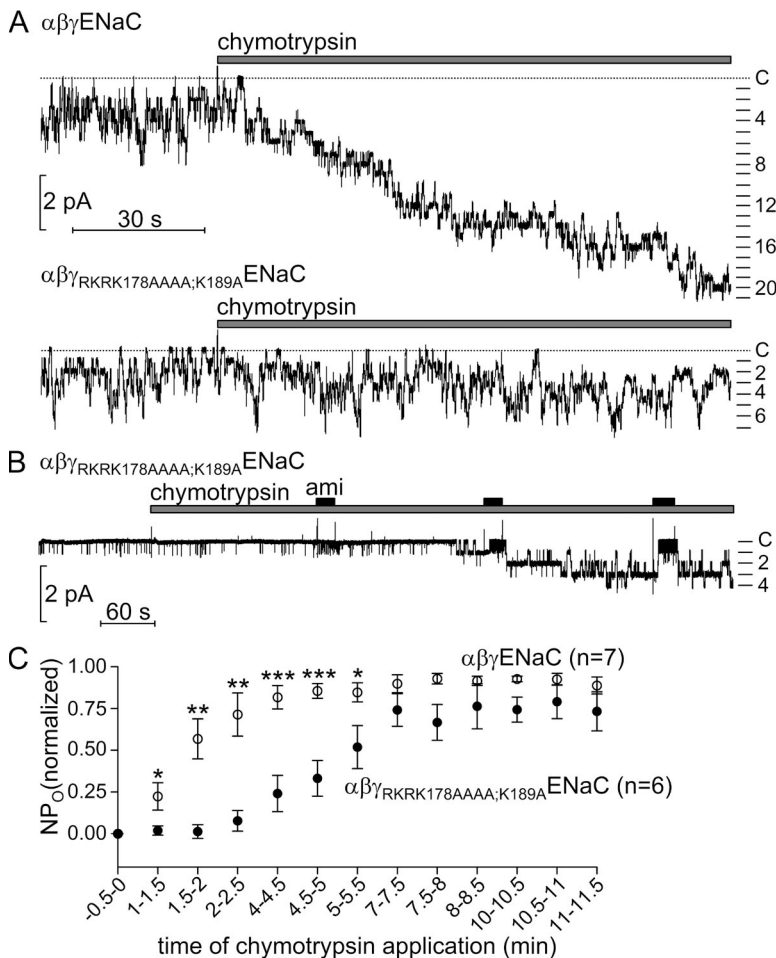 A
αβγENaC
chymotrypsin
C
4
8
12
16
20
2 pA
30 s
αβγRKRK178AAAA;K189AENaC
chymotrypsin
C
2
4
6
B
αβγRKRK178AAAA;K189AENaC
chymotrypsin
ami
C
2
4
2 pA
60 s
C
NPO(normalized)
1.00
0.75
0.50
0.25
0.00
*
**
**
***
***
*
αβγENaC (n=7)
αβγRKRK178AAAA;K189AENaC (n=6)
-0.5-0
1-1.5
1.5-2
2-2.5
4-4.5
4.5-5
5-5.5
7-7.5
7.5-8
8-8.5
10-10.5
10.5-11
11-11.5
time of chymotrypsin application (min)